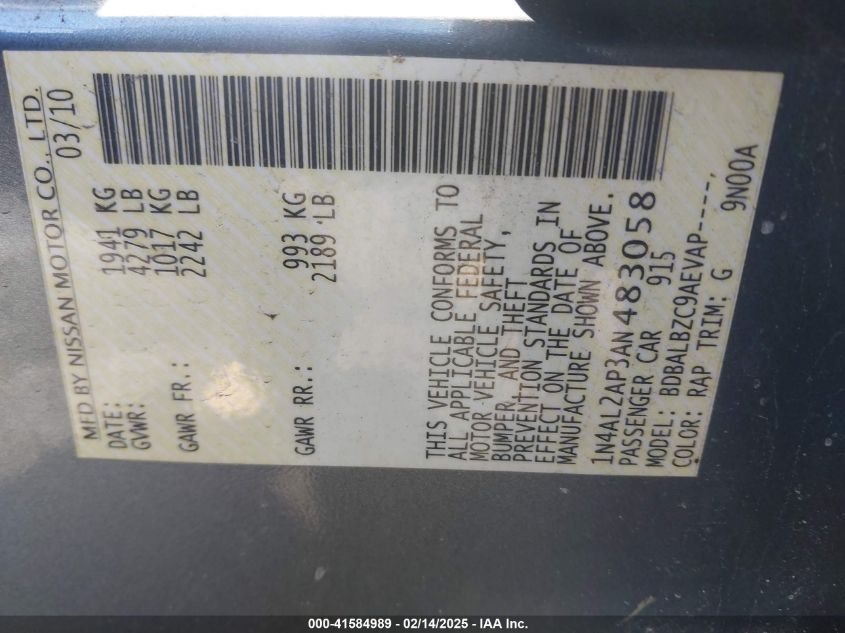 MFD BY NISSAN MOTOR CO., LTD.
DATE: 03/10
GVWR: 1941 KG
4279 LB
GAWR FR.: 1017 KG
2242 LB
GAWR RR.: 993 KG
2189 LB
THIS VEHICLE CONFORMS TO
ALL APPLICABLE FEDERAL
MOTOR VEHICLE SAFETY,
BUMPER, AND THEFT
PREVENTION STANDARDS IN
EFFECT ON THE DATE OF
MANUFACTURE SHOWN ABOVE.
1N4AL2AP3AN483058
PASSENGER CAR 915
MODEL: BDBALBZC9AEVAP----,
COLOR: RAP TRIM: G 9N00A
000-41584989 — 02/14/2025 — IAA Inc.